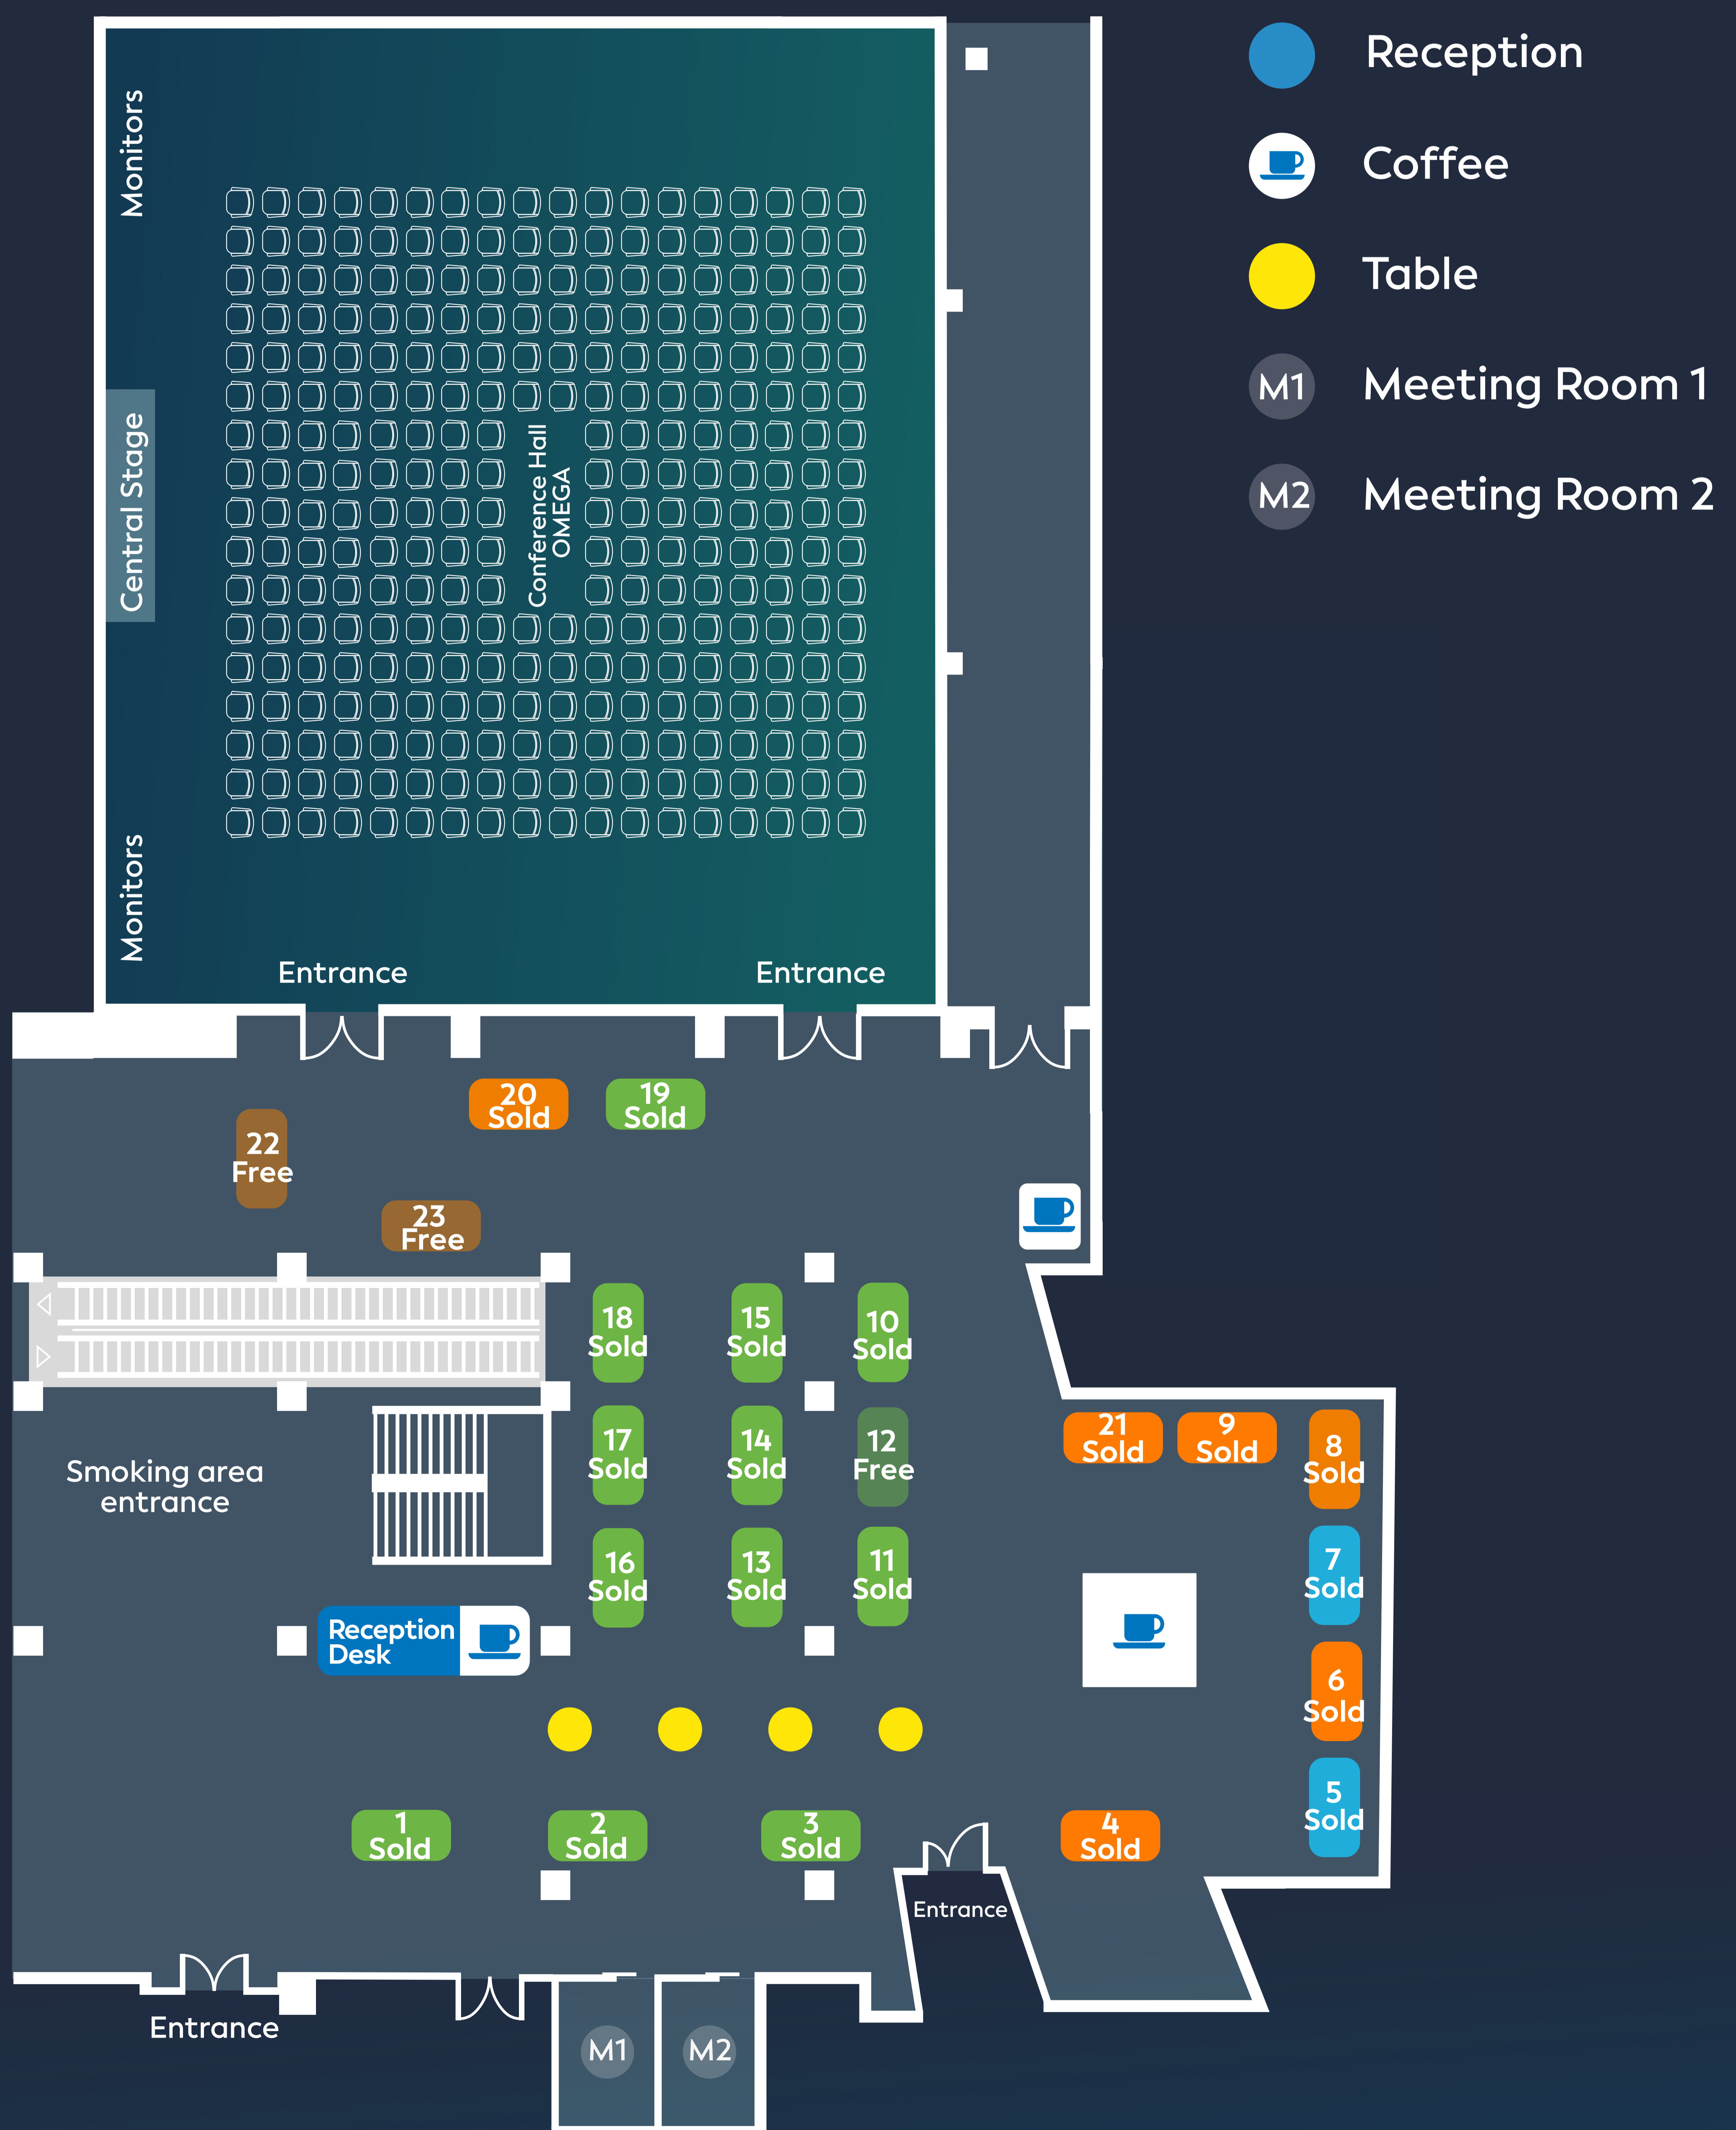 Reception
Coffee
Table
M1
Meeting Room 1
M2
Meeting Room 2
Monitors
Central Stage
Conference Hall
OMEGA
Monitors
Entrance
Entrance
20
Sold
19
Sold
22
Free
23
Free
18
Sold
15
Sold
10
Sold
21
Sold
9
Sold
8
Sold
17
Sold
14
Sold
12
Free
Smoking area
entrance
7
Sold
16
Sold
13
Sold
11
Sold
Reception
Desk
6
Sold
5
Sold
1
Sold
2
Sold
3
Sold
4
Sold
Entrance
Entrance
M1
M2